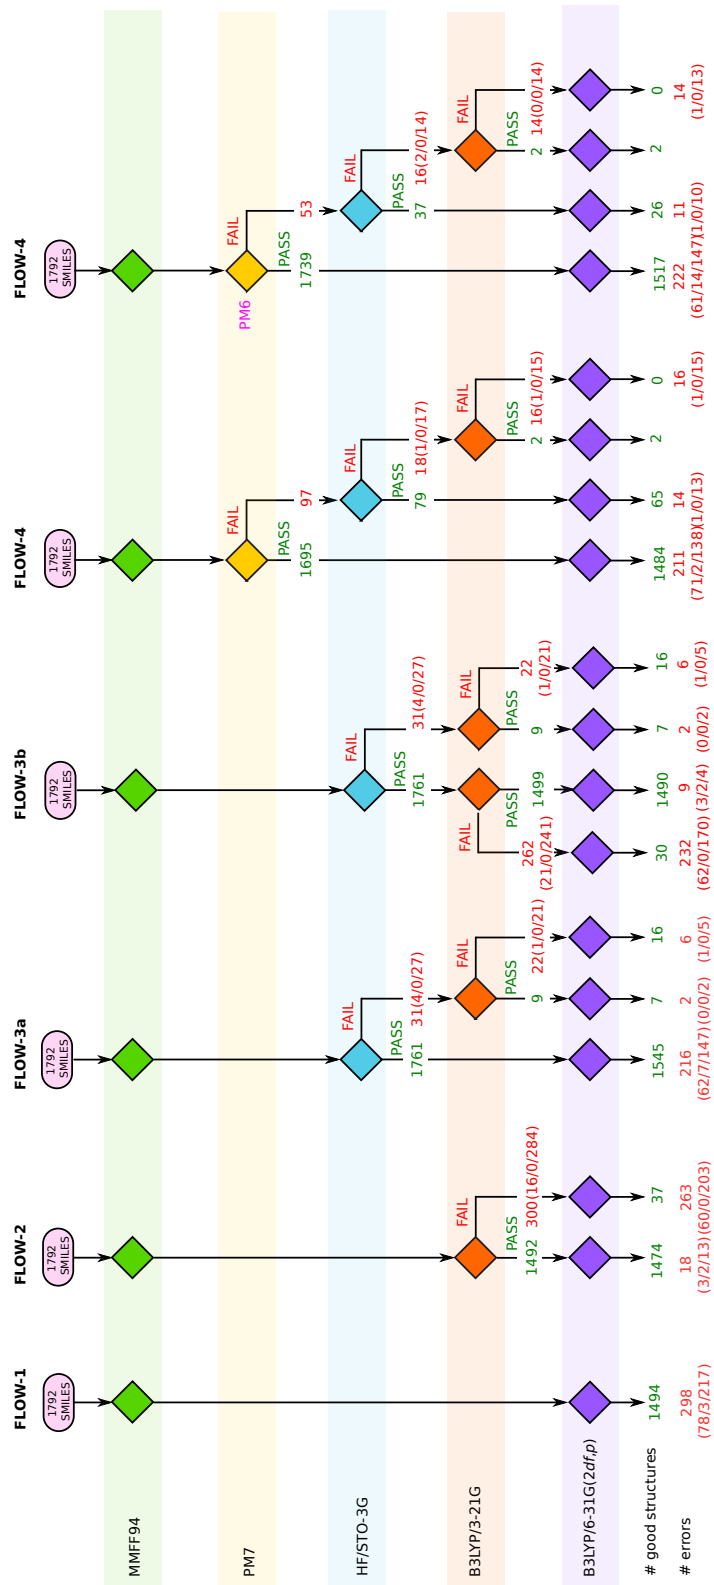 FLOW-1 FLOW-2 FLOW-3a FLOW-3b FLOW-4 FLOW-4
1792 1792 1792 1792 1792 1792
SMILES SMILES SMILES SMILES SMILES SMILES
MMFF94
FAIL FAIL
PM7 PM6
PASS PASS
1695 97 1739 53
FAIL FAIL FAIL FAIL
HF/STO-3G
PASS PASS PASS PASS
1761 31(4/0/27) 1761 31(4/0/27) 79 18(1/0/17) 37 16(2/0/14)
FAIL FAIL FAIL FAIL FAIL FAIL
B3LYP/3-21G
PASS PASS PASS PASS PASS PASS
1492 300(16/0/284) 9 22(1/0/21) 262 1499 9 22 2 16(1/0/15) 2 14(0/0/14)
(21/0/241) (1/0/21)
B3LYP/6-31G(2df,p)
# good structures 1494 1474 37 1545 7 16 30 1490 7 16 1484 65 2 0 1517 26 2 0
# errors 298 18 263 216 2 6 232 9 2 6 211 14 16 222 11 14
(78/3/217) (3/2/13) (60/0/203) (62/7/147) (0/0/2) (1/0/5) (62/0/170) (3/2/4) (0/0/2) (1/0/5) (71/2/138) (1/0/13) (1/0/15) (61/14/147) (1/0/10) (1/0/13)